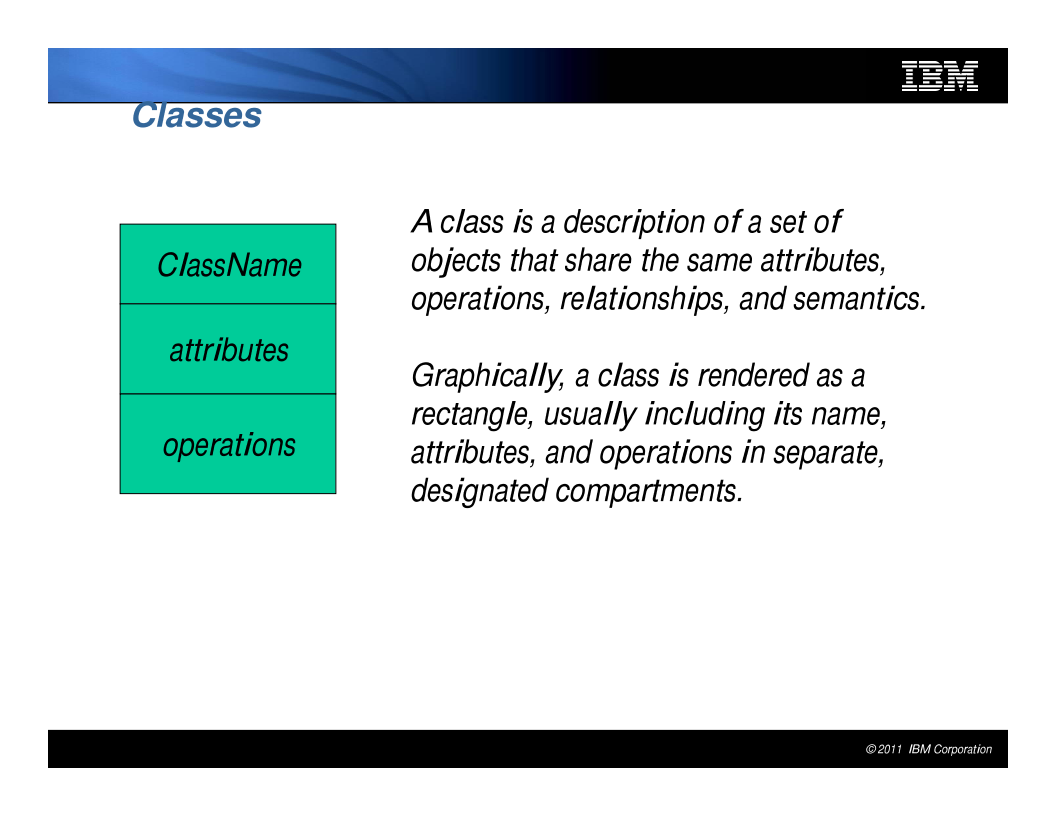 IBM
Classes
ClassName
attributes
operations
A class is a description of a set of
objects that share the same attributes,
operations, relationships, and semantics.
Graphically, a class is rendered as a
rectangle, usually including its name,
attributes, and operations in separate,
designated compartments.
© 2011 IBM Corporation